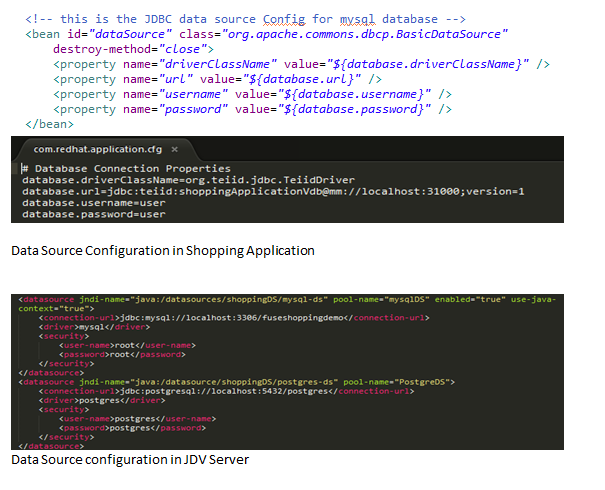 <!-- this is the JDBC data source Config for mysql database -->
<bean id="dataSource" class="org.apache.commons.dbcp.BasicDataSource"
destroy-method="close">
<property name="driverClassName" value="${database.driverClassName}" />
<property name="url" value="${database.url}" />
<property name="username" value="${database.username}" />
<property name="password" value="${database.password}" />
</bean>
com.redhat.application.cfg ×
# Database Connection Properties
database.driverClassName=org.teiid.jdbc.TeiidDriver
database.url=jdbc:teiid:shoppingApplicationVdb@mm://localhost:31000;version=1
database.username=user
database.password=user
Data Source Configuration in Shopping Application
<datasource jndi-name="java:/datasources/shoppingDS/mysql-ds" pool-name="mysqlDS" enabled="true" use-java-
context="true">
<connection-url>jdbc:mysql://localhost:3306/fuseshoppingdemo</connection-url>
<driver>mysql</driver>
<security>
<user-name>root</user-name>
<password>root</password>
</security>
</datasource>
<datasource jndi-name="java:/datasource/shoppingDS/postgres-ds" pool-name="PostgreDS">
<connection-url>jdbc:postgresql://localhost:5432/postgres</connection-url>
<driver>postgres</driver>
<security>
<user-name>postgres</user-name>
<password>postgres</password>
</security>
</datasource>
Data Source configuration in JDV Server